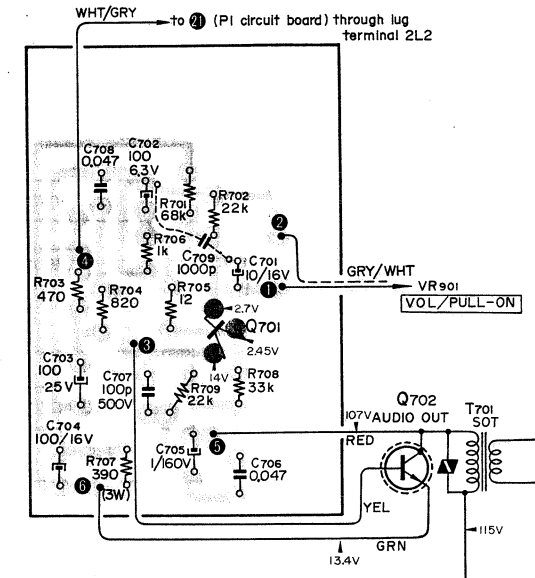 WHT/GRY
to 21 (P1 circuit board) through lug
terminal 2L2
C708
0.047
C702
100
6.3V
R701
68k
R702
22k
2
R706
1k
C709
1000p
C701
10/16V
GRY/WHT
4
1
VR901
VOL/PULL-ON
R703
470
R704
820
R705
12
2.7V
Q701
2.45V
3
14V
C703
100
25V
C707
100p
500V
R709
22k
R708
33k
Q702
AUDIO OUT
T701
SOT
107V
RED
C704
100/16V
5
C705
1/160V
R707
390
(3W)
C706
0,047
6
YEL
115V
GRN
13.4V